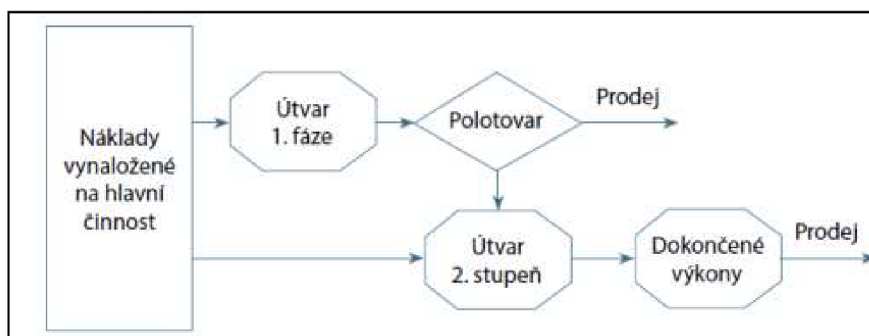 Náklady
vynaložené
na hlavní
činnost
Útvar
1. fáze
Polotovar
Prodej
Útvar
2. stupeň
Dokončené
výkony
Prodej